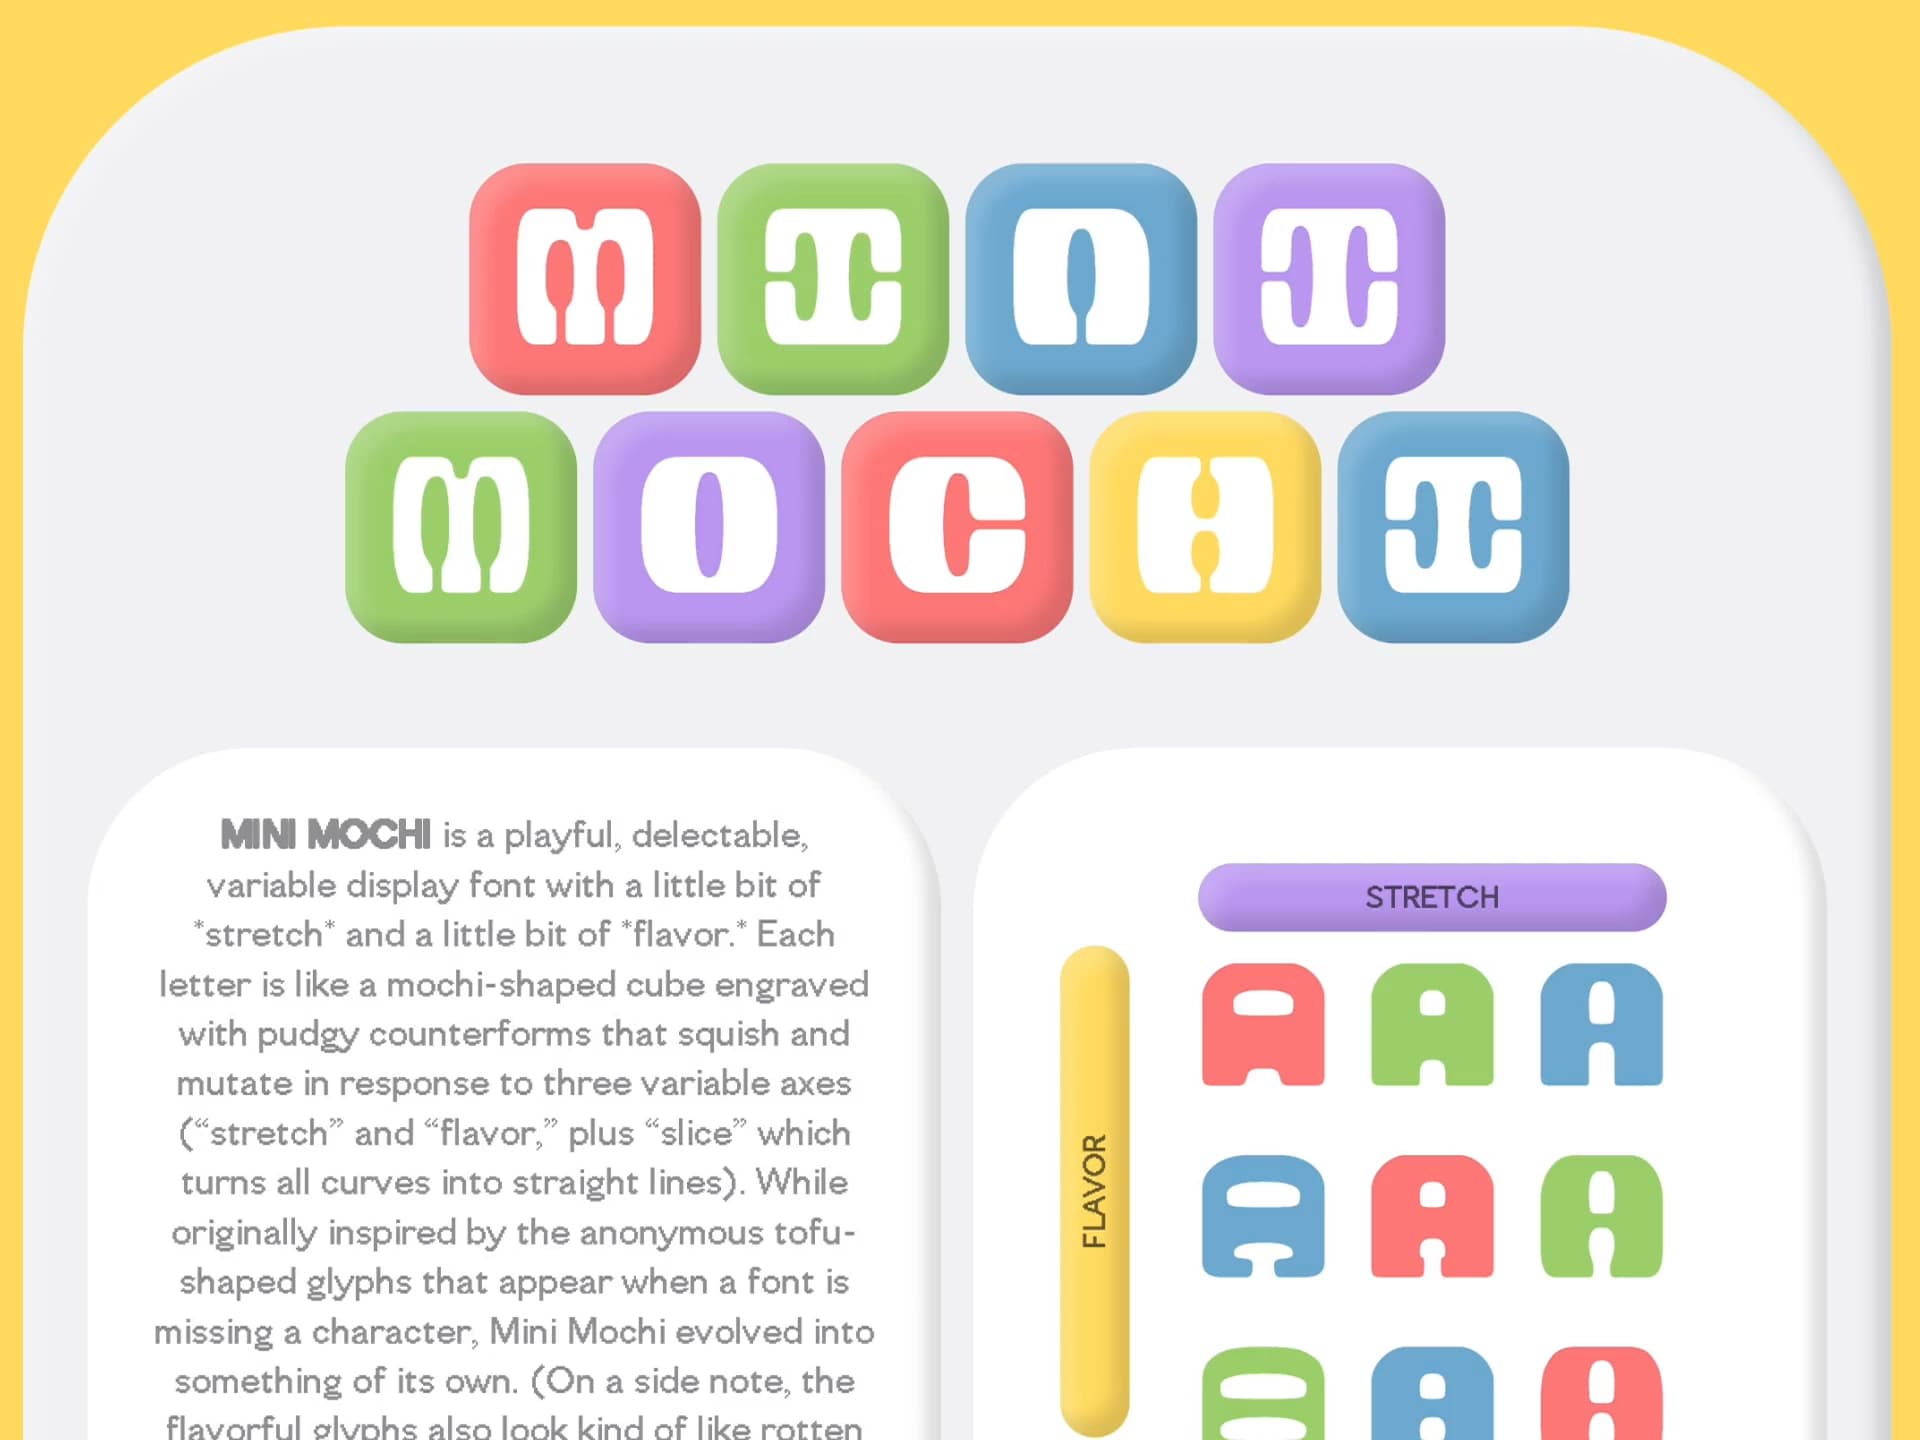 MINI
MOCHI
MINI MOCHI is a playful, delectable,
variable display font with a little bit of
*stretch* and a little bit of *flavor.* Each
letter is like a mochi-shaped cube engraved
with pudgy counterforms that squish and
mutate in response to three variable axes
(“stretch” and “flavor,” plus “slice” which
turns all curves into straight lines). While
originally inspired by the anonymous tofu-
shaped glyphs that appear when a font is
missing a character, Mini Mochi evolved into
something of its own. (On a side note, the
flavorful glyphs also look kind of like rotten
STRETCH
FLAVOR
A A A
A A A
A A A